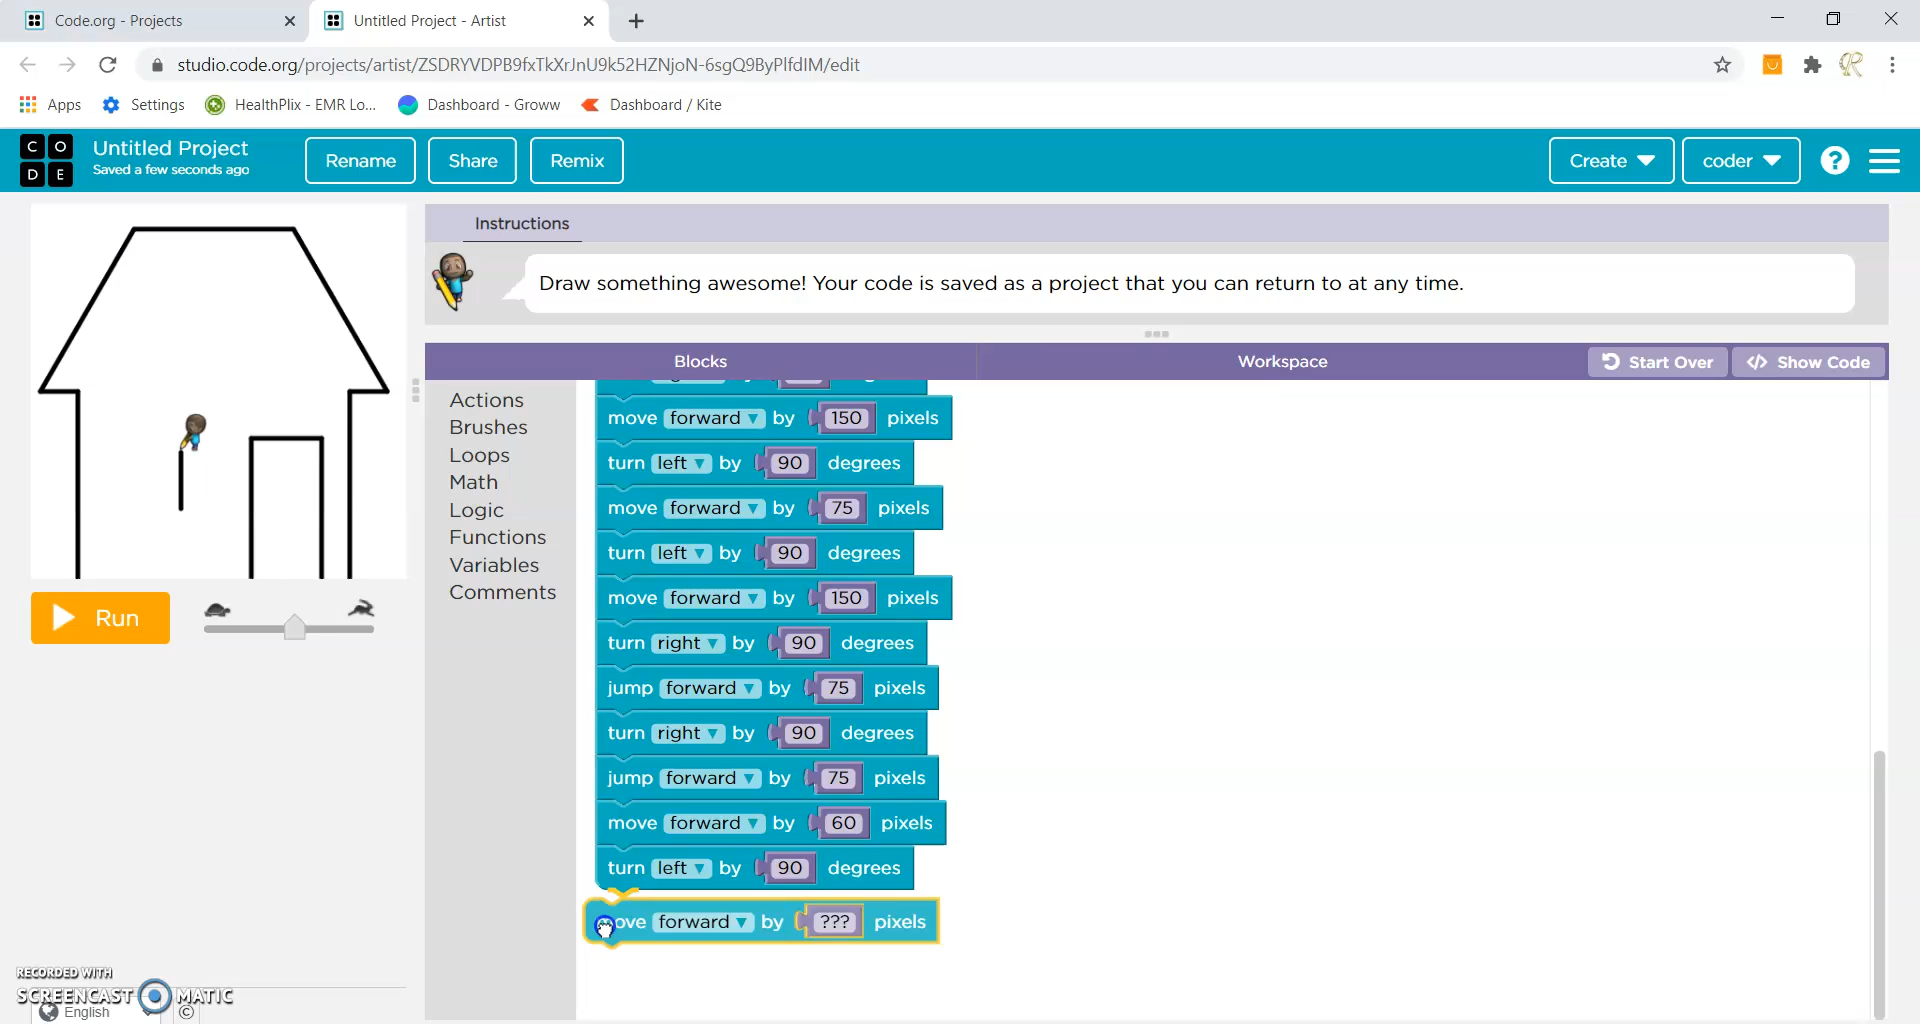 Code.org - Projects
Untitled Project - Artist
studio.code.org/projects/artist/ZSDRYVDPB9fxTkXrJnU9k52HZNjoN-6sgQ9ByPlfdIM/edit
Apps
Settings
HealthPlix - EMR Lo...
Dashboard - Groww
Dashboard / Kite
C O
D E
Untitled Project
Saved a few seconds ago
Rename
Share
Remix
Create
coder
?
Instructions
Draw something awesome! Your code is saved as a project that you can return to at any time.
Blocks
Workspace
Start Over
Show Code
Actions
Brushes
Loops
Math
Logic
Functions
Variables
Comments
move forward by 150 pixels
turn left by 90 degrees
move forward by 75 pixels
turn left by 90 degrees
move forward by 150 pixels
turn right by 90 degrees
jump forward by 75 pixels
turn right by 90 degrees
jump forward by 75 pixels
move forward by 60 pixels
turn left by 90 degrees
ove forward by ??? pixels
Run
RECORDED WITH
SCREENCAST MATIC
English
©